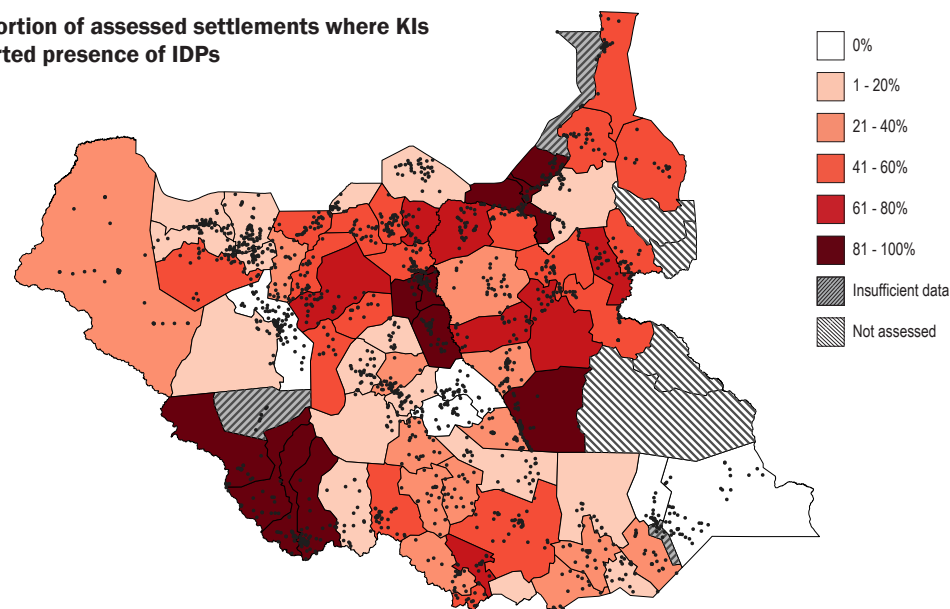 ortion of assessed settlements where KIs
rted presence of IDPs
0%
1 - 20%
21 - 40%
41 - 60%
61 - 80%
81 - 100%
Insufficient data
Not assessed